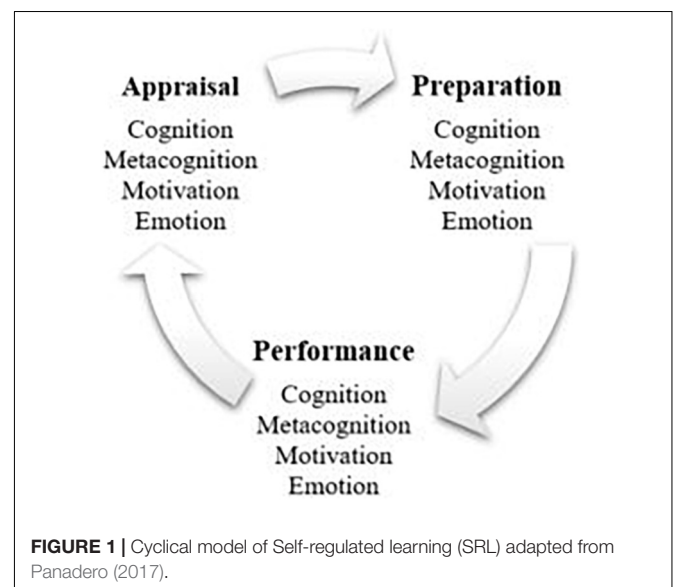 Appraisal
Cognition
Metacognition
Motivation
Emotion
Preparation
Cognition
Metacognition
Motivation
Emotion
Performance
Cognition
Metacognition
Motivation
Emotion
FIGURE 1 | Cyclical model of Self-regulated learning (SRL) adapted from
Panadero (2017).